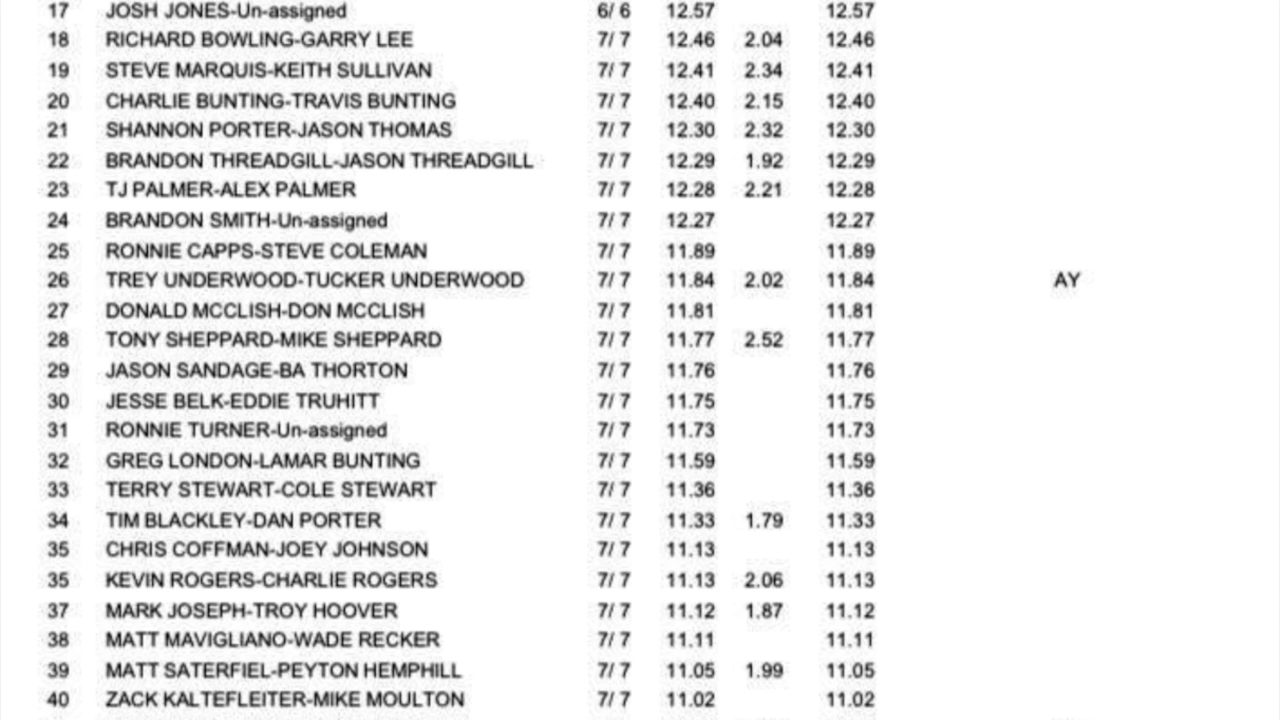 17 JOSH JONES-Un-assigned 6/ 6 12.57 12.57
18 RICHARD BOWLING-GARRY LEE 7/ 7 12.46 2.04 12.46
19 STEVE MARQUIS-KEITH SULLIVAN 7/ 7 12.41 2.34 12.41
20 CHARLIE BUNTING-TRAVIS BUNTING 7/ 7 12.40 2.15 12.40
21 SHANNON PORTER-JASON THOMAS 7/ 7 12.30 2.32 12.30
22 BRANDON THREADGILL-JASON THREADGILL 7/ 7 12.29 1.92 12.29
23 TJ PALMER-ALEX PALMER 7/ 7 12.28 2.21 12.28
24 BRANDON SMITH-Un-assigned 7/ 7 12.27 12.27
25 RONNIE CAPPS-STEVE COLEMAN 7/ 7 11.89 11.89
26 TREY UNDERWOOD-TUCKER UNDERWOOD 7/ 7 11.84 2.02 11.84 AY
27 DONALD MCCLISH-DON MCCLISH 7/ 7 11.81 11.81
28 TONY SHEPPARD-MIKE SHEPPARD 7/ 7 11.77 2.52 11.77
29 JASON SANDAGE-BA THORTON 7/ 7 11.76 11.76
30 JESSE BELK-EDDIE TRUHITT 7/ 7 11.75 11.75
31 RONNIE TURNER-Un-assigned 7/ 7 11.73 11.73
32 GREG LONDON-LAMAR BUNTING 7/ 7 11.59 11.59
33 TERRY STEWART-COLE STEWART 7/ 7 11.36 11.36
34 TIM BLACKLEY-DAN PORTER 7/ 7 11.33 1.79 11.33
35 CHRIS COFFMAN-JOEY JOHNSON 7/ 7 11.13 11.13
35 KEVIN ROGERS-CHARLIE ROGERS 7/ 7 11.13 2.06 11.13
37 MARK JOSEPH-TROY HOOVER 7/ 7 11.12 1.87 11.12
38 MATT MAVIGLIANO-WADE RECKER 7/ 7 11.11 11.11
39 MATT SATERFIEL-PEYTON HEMPHILL 7/ 7 11.05 1.99 11.05
40 ZACK KALTEFLEITER-MIKE MOULTON 7/ 7 11.02 11.02